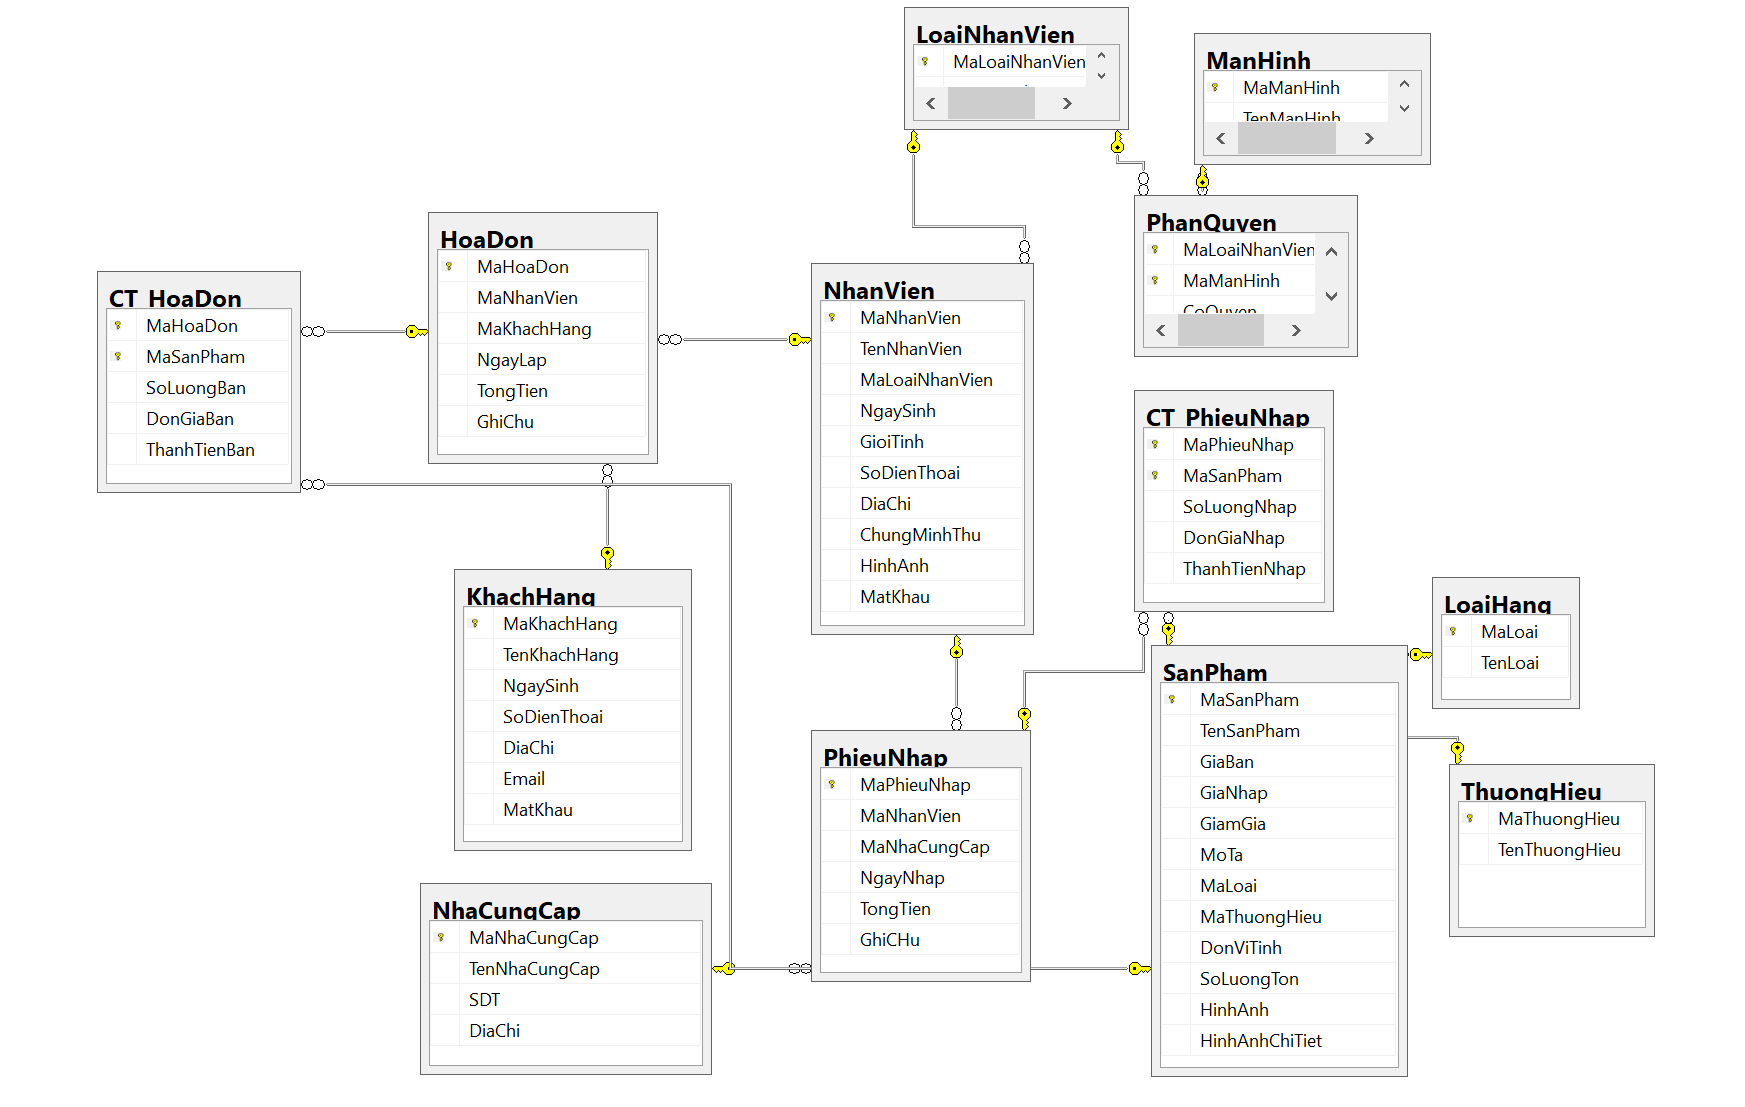 LoaiNhanVien
MaLoaiNhanVien
ManHinh
MaManHinh
TenManHinh
PhanQuyen
MaLoaiNhanVien
MaManHinh
CoQuyen
HoaDon
MaHoaDon
MaNhanVien
MaKhachHang
NgayLap
TongTien
GhiChu
CT_HoaDon
MaHoaDon
MaSanPham
SoLuongBan
DonGiaBan
ThanhTienBan
NhanVien
MaNhanVien
TenNhanVien
MaLoaiNhanVien
NgaySinh
GioiTinh
SoDienThoai
DiaChi
ChungMinhThu
HinhAnh
MatKhau
CT_PhieuNhap
MaPhieuNhap
MaSanPham
SoLuongNhap
DonGiaNhap
ThanhTienNhap
KhachHang
MaKhachHang
TenKhachHang
NgaySinh
SoDienThoai
DiaChi
Email
MatKhau
LoaiHang
MaLoai
TenLoai
SanPham
MaSanPham
TenSanPham
GiaBan
GiaNhap
GiamGia
MoTa
MaLoai
MaThuongHieu
DonViTinh
SoLuongTon
HinhAnh
HinhAnhChiTiet
PhieuNhap
MaPhieuNhap
MaNhanVien
MaNhaCungCap
NgayNhap
TongTien
GhiCHu
ThuongHieu
MaThuongHieu
TenThuongHieu
NhaCungCap
MaNhaCungCap
TenNhaCungCap
SDT
DiaChi